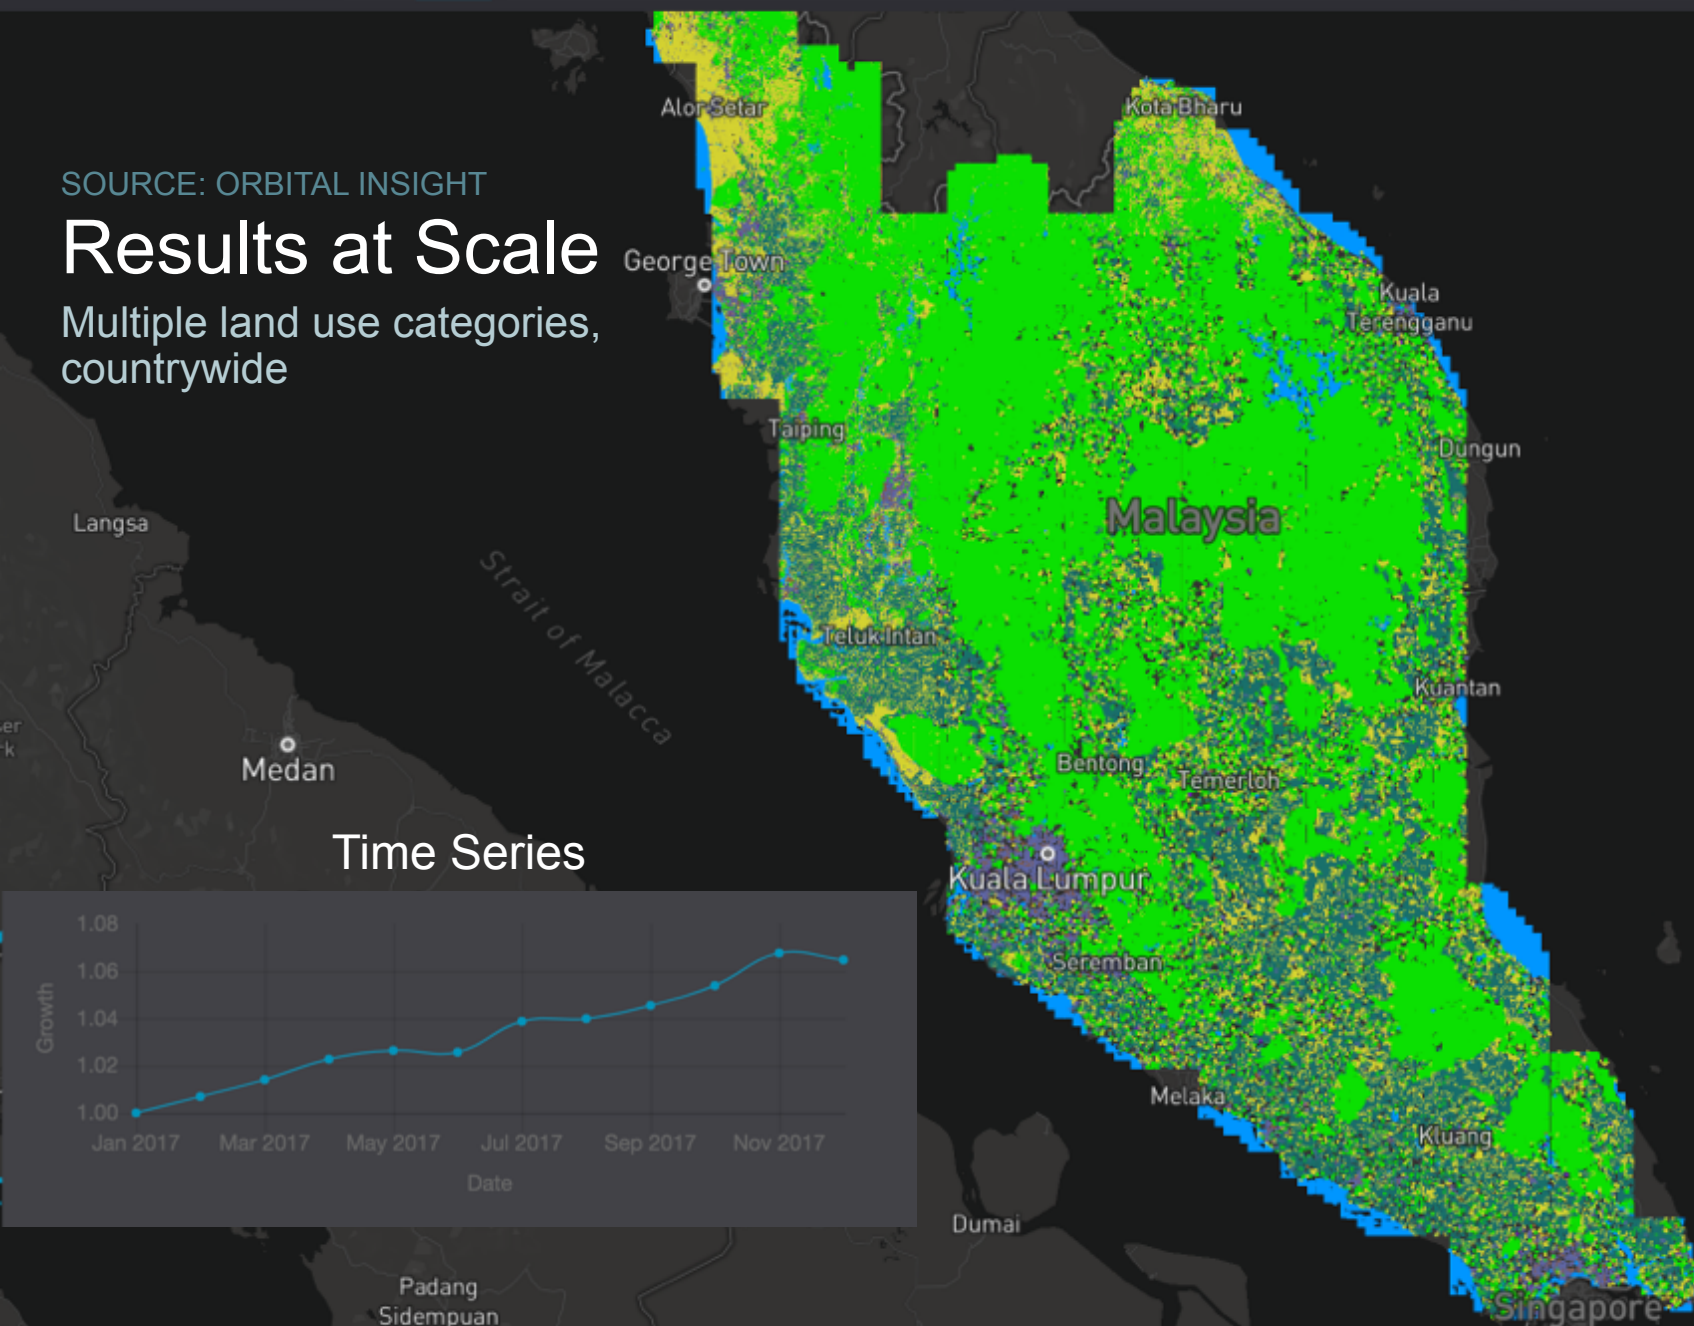 SOURCE: ORBITAL INSIGHT
Results at Scale
Multiple land use categories,
countrywide
Alor Setar
Kota Bharu
George Town
Kuala
Terengganu
Taiping
Dungun
Malaysia
Langsa
Strait of Malacca
Teluk Intan
Kuantan
Medan
Bentong
Temerloh
Time Series
Kuala Lumpur
Seremban
1.08
1.06
1.04
1.02
1.00
Growth
Jan 2017 Mar 2017 May 2017 Jul 2017 Sep 2017 Nov 2017
Date
Melaka
Kluang
Dumai
Padang
Sidempuan
Singapore